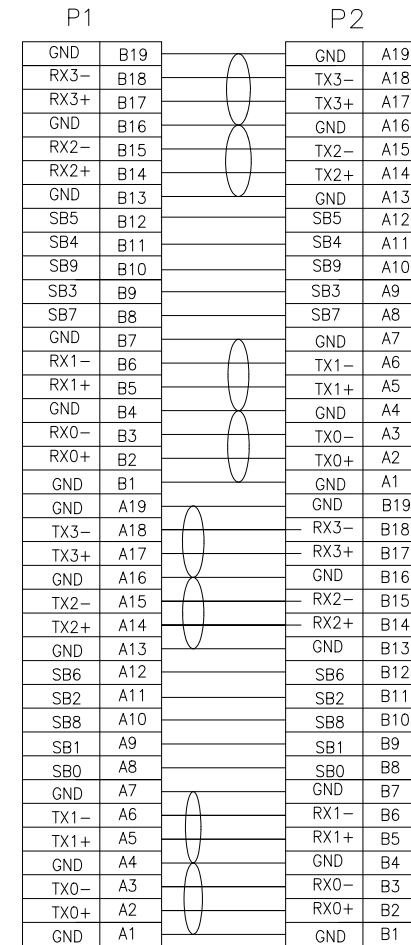 P1 P2
GND B19 GND A19
RX3- B18 TX3- A18
RX3+ B17 TX3+ A17
GND B16 GND A16
RX2- B15 TX2- A15
RX2+ B14 TX2+ A14
GND B13 GND A13
SB5 B12 SB5 A12
SB4 B11 SB4 A11
SB9 B10 SB9 A10
SB3 B9 SB3 A9
SB7 B8 SB7 A8
GND B7 GND A7
RX1- B6 TX1- A6
RX1+ B5 TX1+ A5
GND B4 GND A4
RX0- B3 TX0- A3
RX0+ B2 TX0+ A2
GND B1 GND A1
GND A19 GND B19
TX3- A18 RX3- B18
TX3+ A17 RX3+ B17
GND A16 GND B16
TX2- A15 RX2- B15
TX2+ A14 RX2+ B14
GND A13 GND B13
SB6 A12 SB6 B12
SB2 A11 SB2 B11
SB8 A10 SB8 B10
SB1 A9 SB1 B9
SB0 A8 SB0 B8
GND A7 GND B7
TX1- A6 RX1- B6
TX1+ A5 RX1+ B5
GND A4 GND B4
TX0- A3 RX0- B3
TX0+ A2 RX0+ B2
GND A1 GND B1